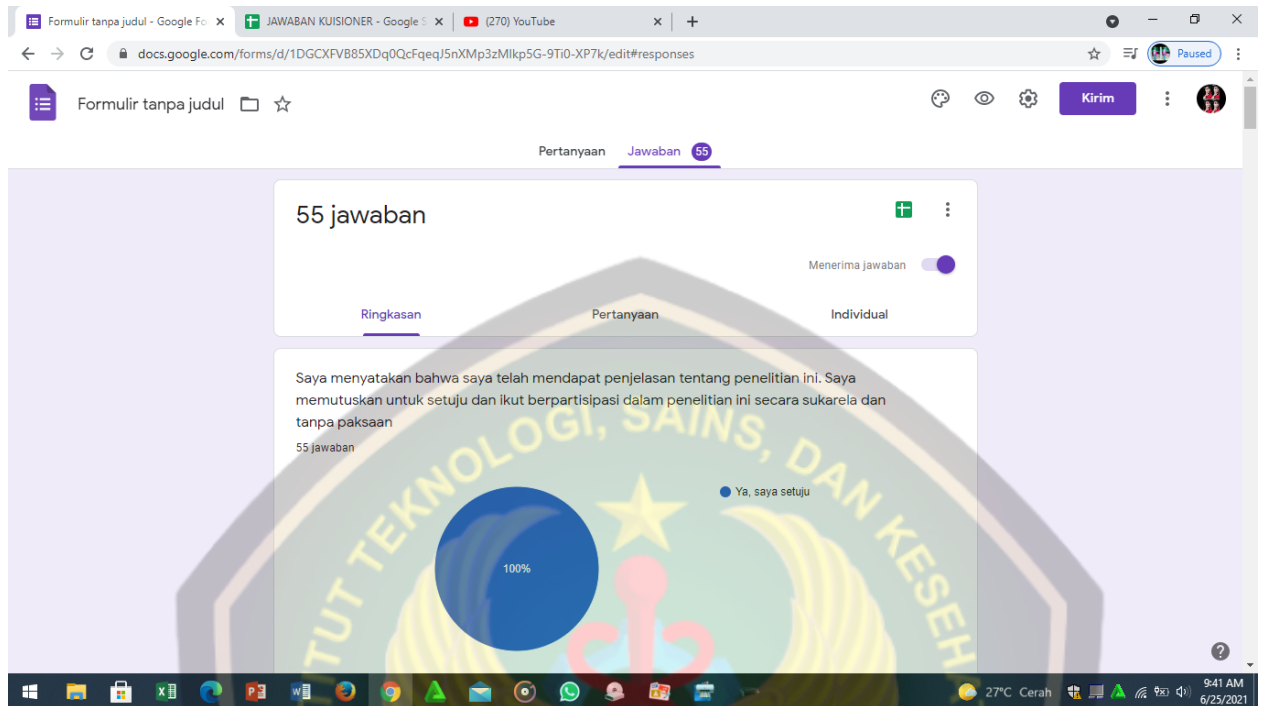 Formulir tanpa judul - Google Fo
JAWABAN KUISIONER - Google S
(270) YouTube
docs.google.com/forms/d/1DGCXFVB85XDq0QcFqeqJ5nXMp3zMlkp5G-9Ti0-XP7k/edit#responses
Paused
Formulir tanpa judul
Kirim
Pertanyaan Jawaban 55
55 jawaban
Menerima jawaban
Ringkasan Pertanyaan Individual
Saya menyatakan bahwa saya telah mendapat penjelasan tentang penelitian ini. Saya
memutuskan untuk setuju dan ikut berpartisipasi dalam penelitian ini secara sukarela dan
tanpa paksaan
55 jawaban
Ya, saya setuju
100%
TUT TEKNOLOGI, SAINS, DAN KESEH
27°C Cerah
9:41 AM
6/25/2021